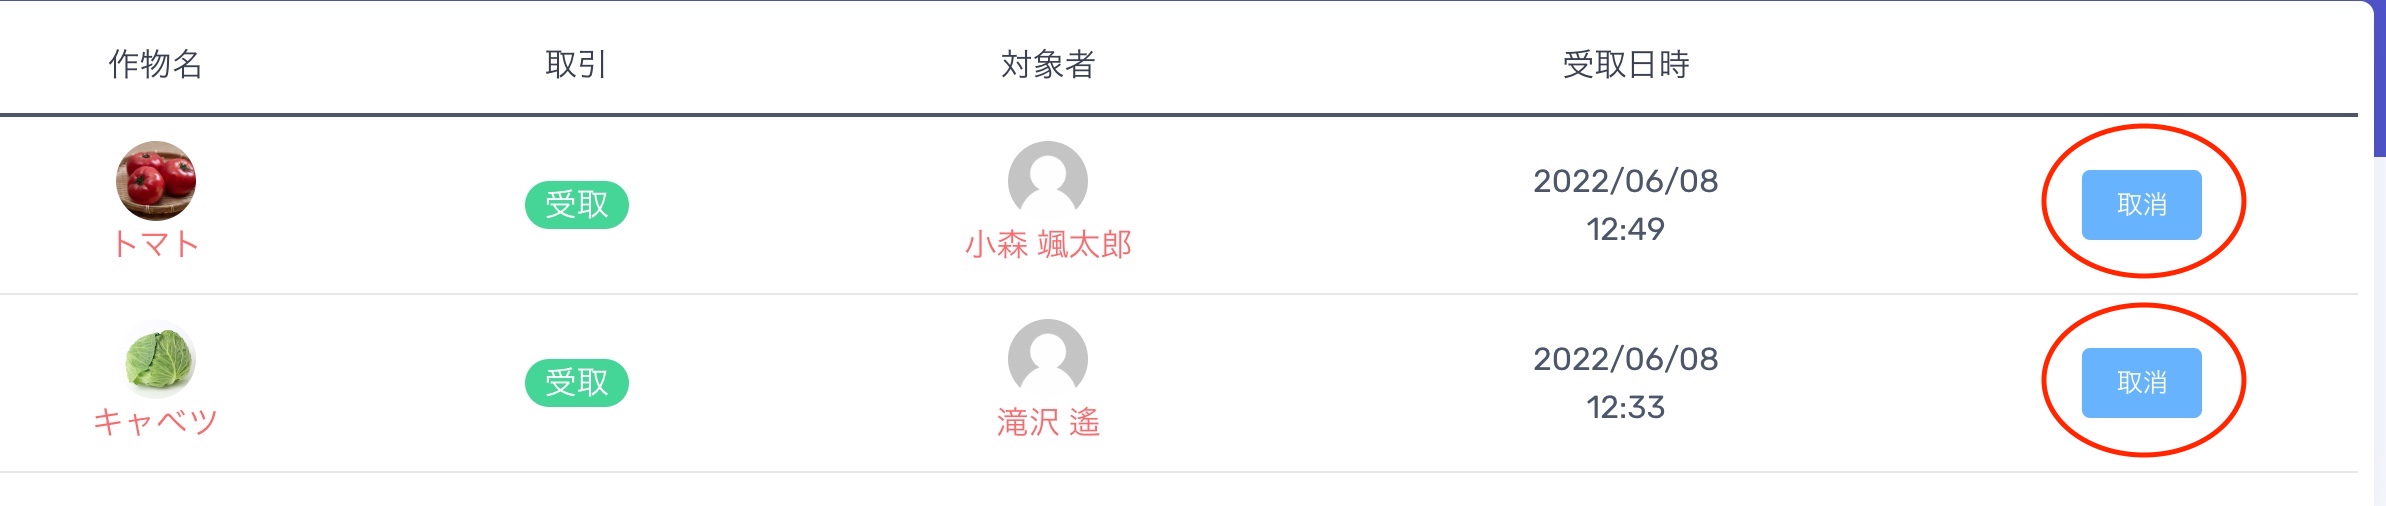 作物名 取引 対象者 受取日時
トマト 受取 小森 颯太郎 2022/06/08 12:49 取消
キャベツ 受取 滝沢 遙 2022/06/08 12:33 取消